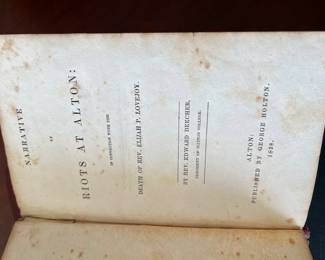 NARRATIVE
OF
RIOTS AT ALTON:
IN CONNECTION WITH THE
DEATH OF REV. ELIJAH P. LOVEJOY.
BY REV. EDWARD BEECHER,
PRESIDENT OF ILLINOIS COLLEGE.
ALTON:
PUBLISHED BY GEORGE HOLTON.
1838.